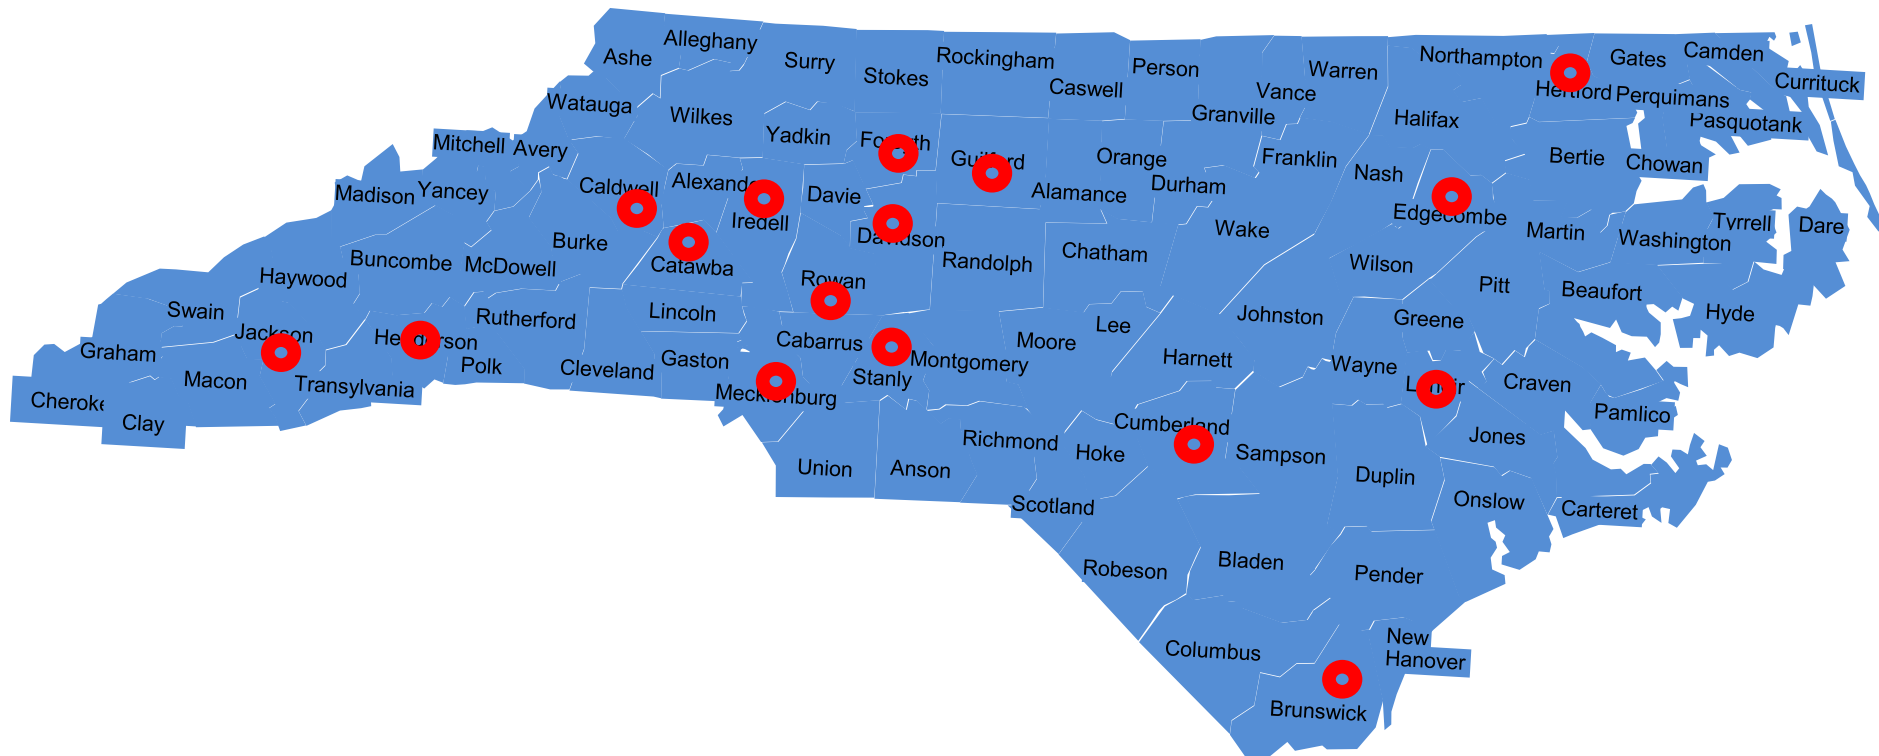 Alleghany
Ashe
Surry
Stokes
Rockingham
Caswell
Person
Vance
Warren
Northampton
Gates
Camden
Currituck
Watauga
Wilkes
Yadkin
Granville
Halifax
Perquimans
Pasquotank
Mitchell
Avery
Orange
Franklin
Nash
Bertie
Chowan
Madison
Yancey
Caldwell
Davie
Alamance
Durham
Iredell
Wake
Edgecombe
Martin
Washington
Tyrrell
Dare
Burke
Catawba
Buncombe
McDowell
Haywood
Rowan
Randolph
Chatham
Wilson
Pitt
Beaufort
Hyde
Swain
Jackson
Rutherford
Lincoln
Cabarrus
Moore
Lee
Johnston
Greene
Graham
Macon
Transylvania
Polk
Cleveland
Gaston
Stanly
Montgomery
Harnett
Wayne
Craven
Pamlico
Clay
Union
Anson
Richmond
Hoke
Cumberland
Sampson
Duplin
Jones
Scotland
Onslow
Carteret
Robeson
Bladen
Pender
Columbus
New
Hanover
Brunswick